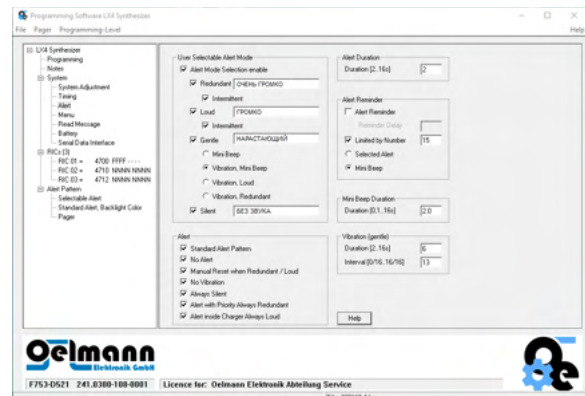 Programming Software LX4 Synthesizer
File Pager Programming-Level Help
LX4 Synthesizer
Programming
Notes
System
System Adjustment
Timing
Alert
Menu
Read Message
Battery
Serial Data Interface
RICs (3)
RIC 01 = 4700 FFFF ----
RIC 02 = 4710 NNNN NNNN
RIC 03 = 4712 NNNN NNNN
Alert Pattern
Selectable Alert
Standard Alert, Backlight Color
Pager
User Selectable Alert Mode
Alert Mode Selection enable
Redundant ОЧЕНЬ ГРОМКО
Intermittent
Loud ГРОМКО
Intermittent
Gentle НАРАСТАЮЩИЙ
Mini Beep
Vibration, Mini Beep
Vibration, Loud
Vibration, Redundant
Silent БЕЗ ЗВУКА
Alert
Standard Alert Pattern
No Alert
Manual Reset when Redundant / Loud
No Vibration
Always Silent
Alert with Priority Always Redundant
Alert inside Charger Always Loud
Alert Duration
Duration [2..16s] 2
Alert Reminder
Alert Reminder
Reminder Delay
Limited by Number 15
Selected Alert
Mini Beep
Mini Beep Duration
Duration [0,1..16s] 2.0
Vibration (gentle)
Duration [2..16s] 6
Interval [0/16..16/16] 13
Help
Oelmann
Elektronik GmbH
F753-D521 241.0300-100-0001 Licence for: Oelmann Elektronik Abteilung Service